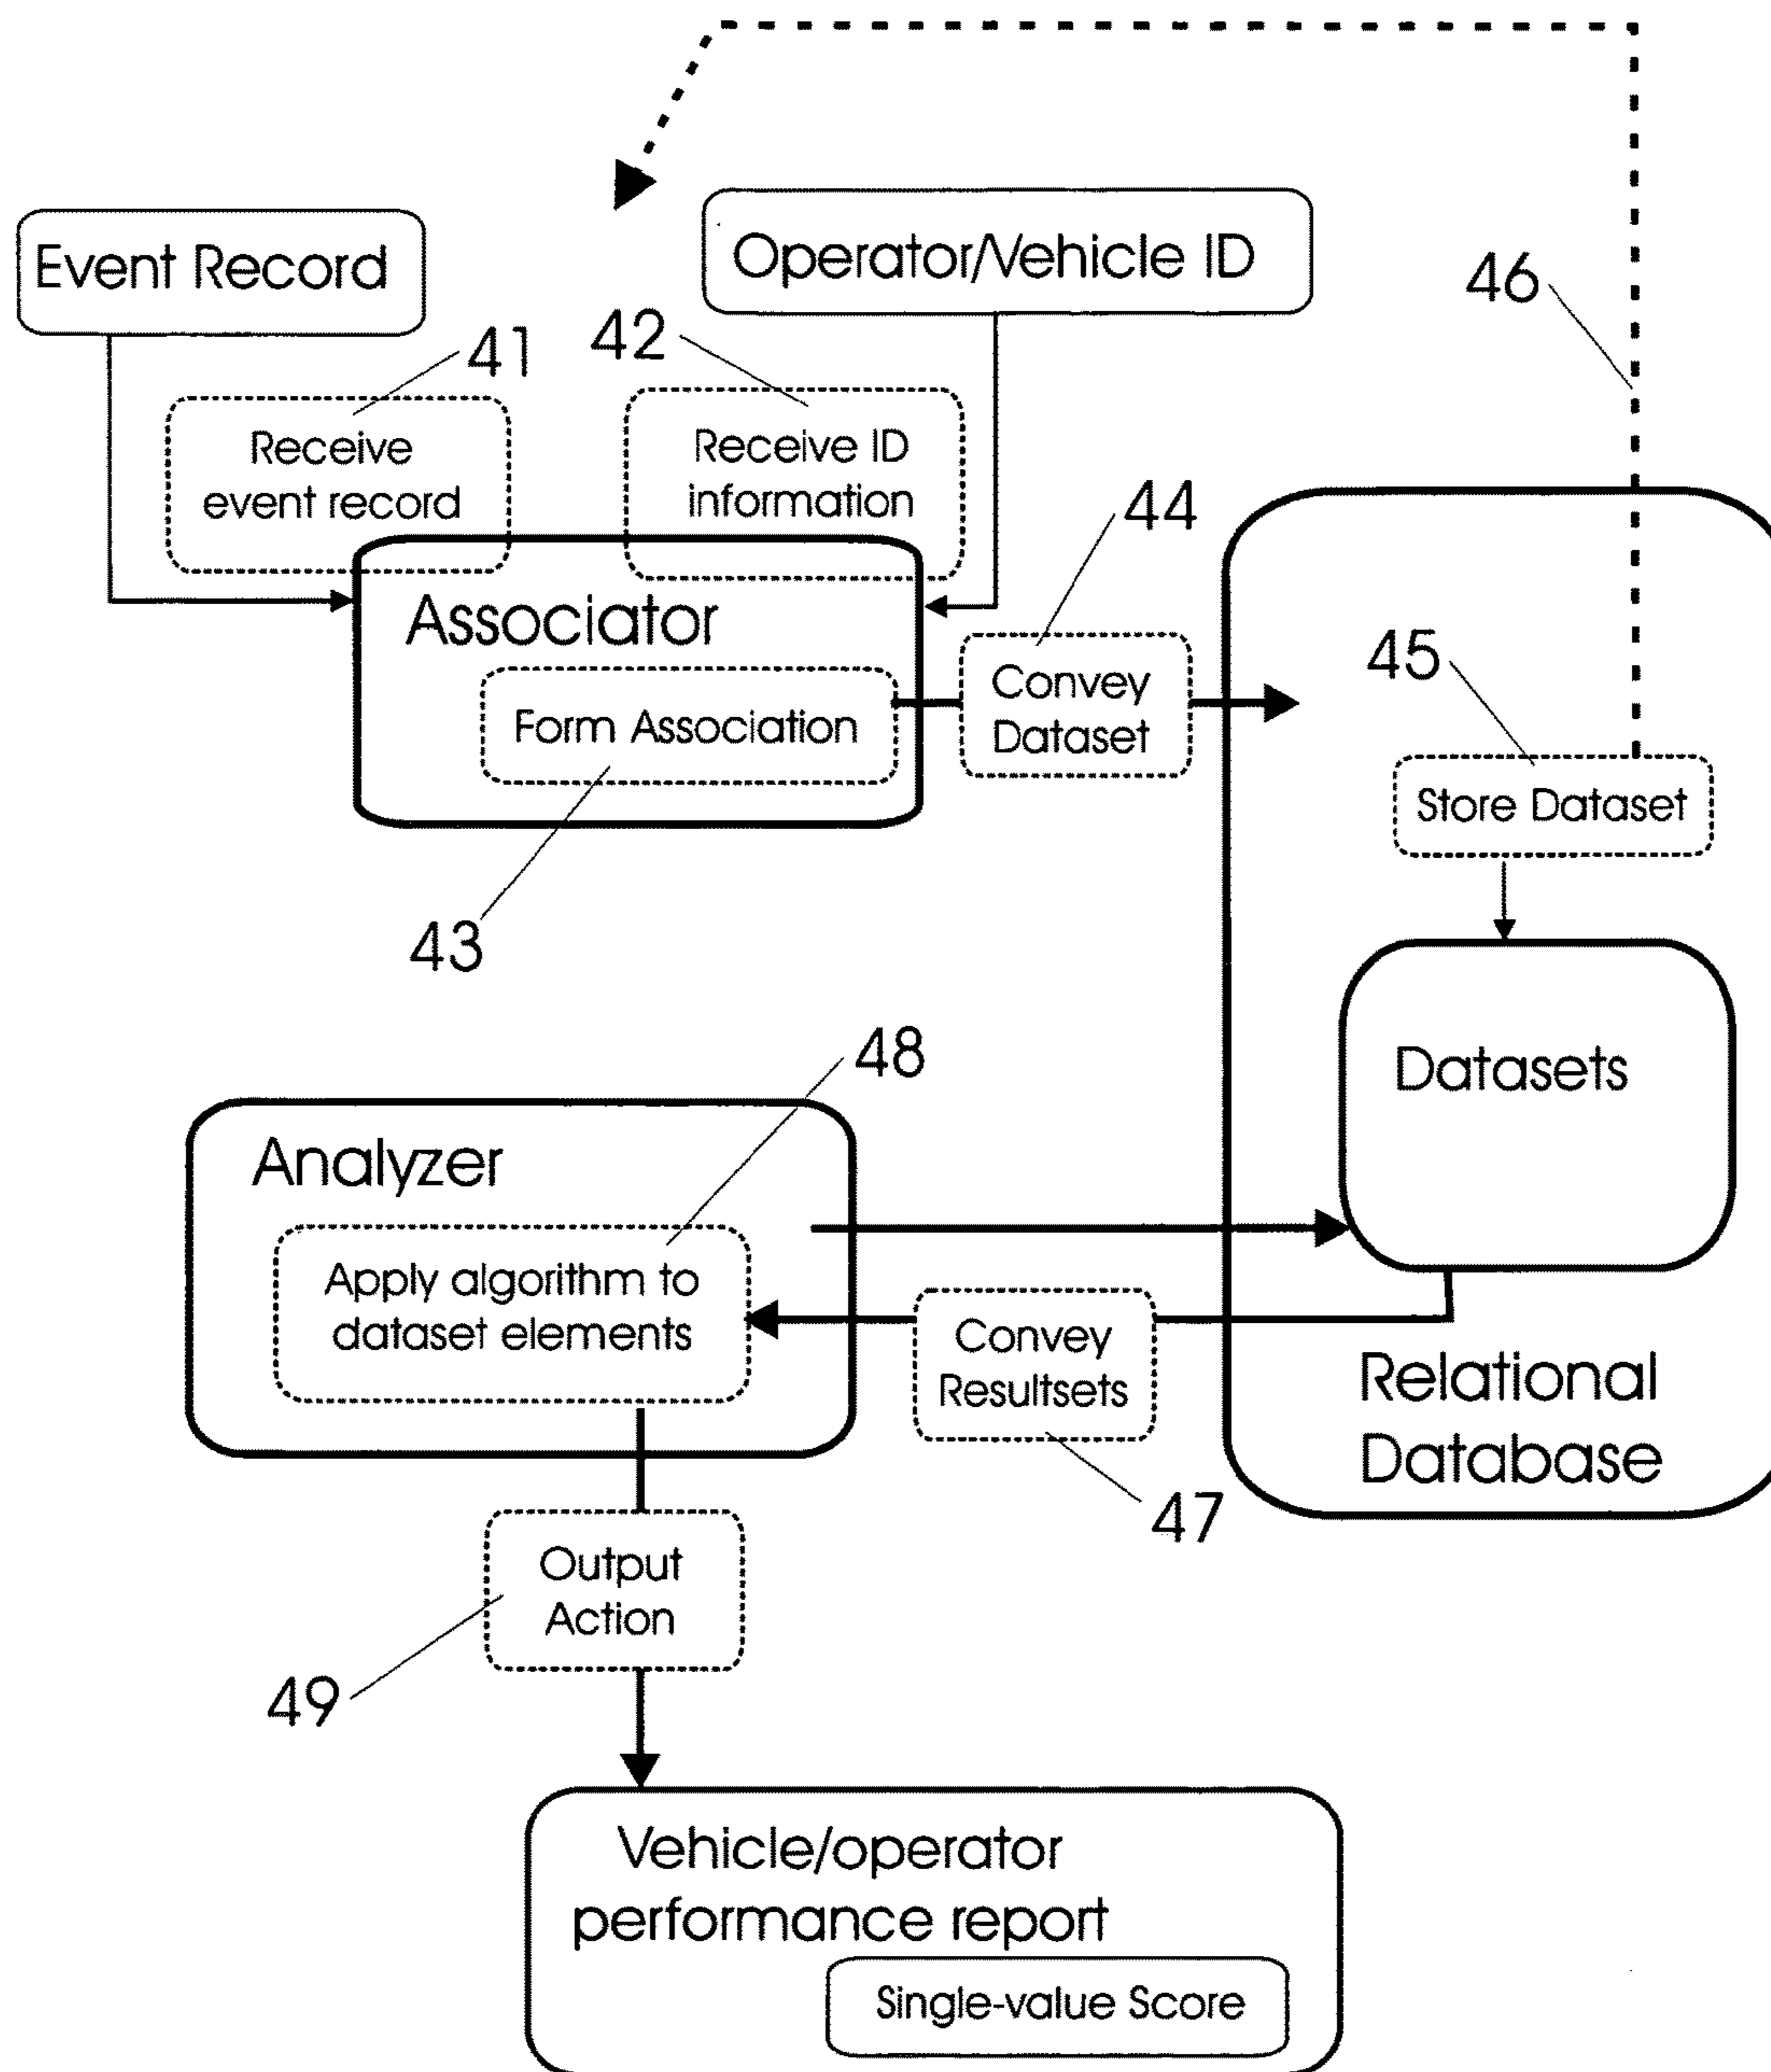 Event Record
Operator/Vehicle ID
46
41
42
Receive
event record
Receive ID
information
44
Associator
Form Association
Convey
Dataset
45
Store Dataset
43
Datasets
48
Analyzer
Apply algorithm to
dataset elements
Convey
Resultsets
Relational
Database
47
Output
Action
49
Vehicle/operator
performance report
Single-value Score